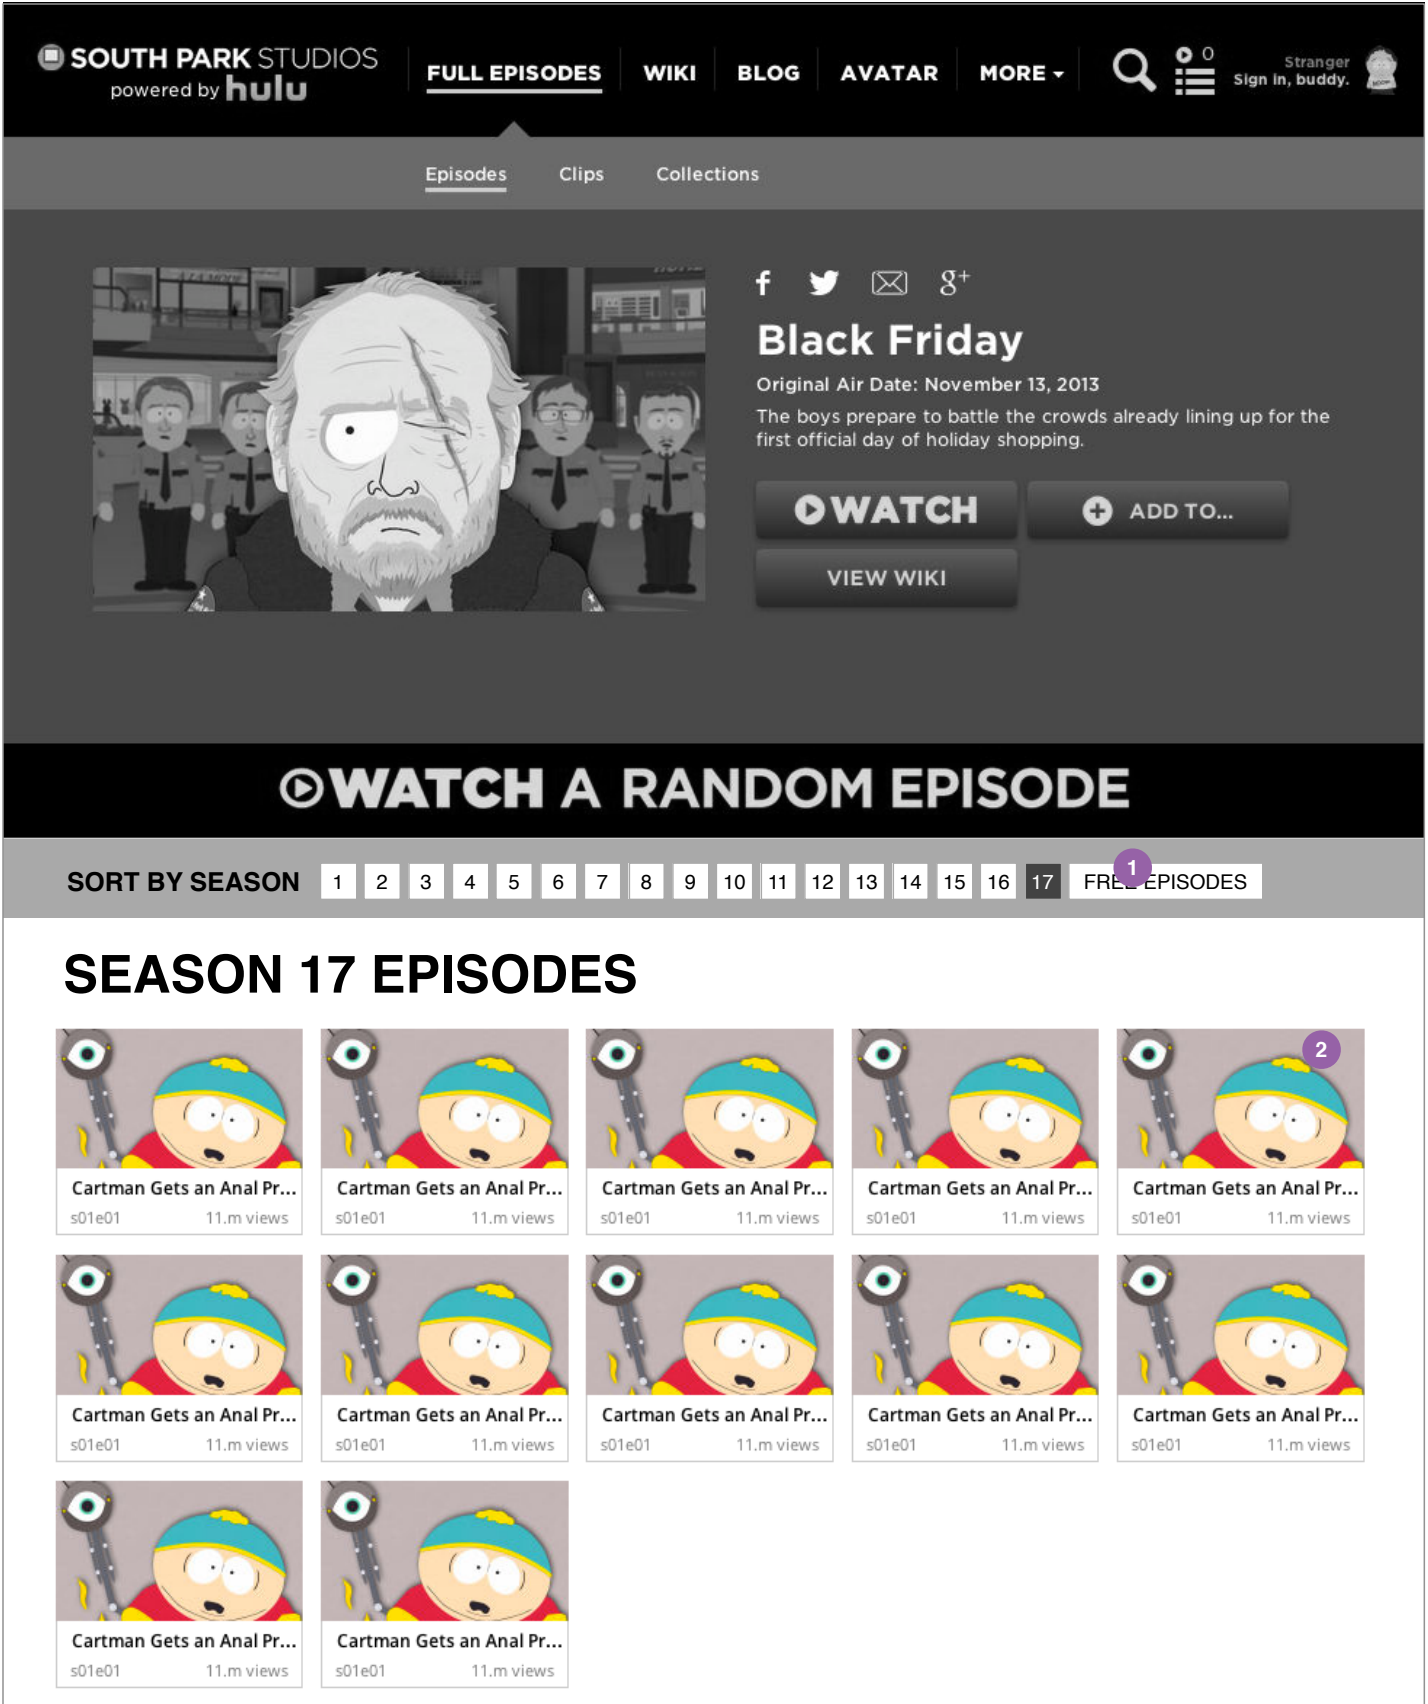 SOUTH PARK STUDIOS
powered by hulu
FULL EPISODES
WIKI
BLOG
AVATAR
MORE
0
Stranger
Sign in, buddy.
Episodes
Clips
Collections
f
g+
Black Friday
Original Air Date: November 13, 2013
The boys prepare to battle the crowds already lining up for the
first official day of holiday shopping.
WATCH
ADD TO...
VIEW WIKI
WATCH A RANDOM EPISODE
SORT BY SEASON 1 2 3 4 5 6 7 8 9 10 11 12 13 14 15 16 17 FREE EPISODES
1
SEASON 17 EPISODES
2
Cartman Gets an Anal Pr... Cartman Gets an Anal Pr... Cartman Gets an Anal Pr... Cartman Gets an Anal Pr... Cartman Gets an Anal Pr...
s01e01 11.m views s01e01 11.m views s01e01 11.m views s01e01 11.m views s01e01 11.m views
Cartman Gets an Anal Pr... Cartman Gets an Anal Pr... Cartman Gets an Anal Pr... Cartman Gets an Anal Pr... Cartman Gets an Anal Pr...
s01e01 11.m views s01e01 11.m views s01e01 11.m views s01e01 11.m views s01e01 11.m views
Cartman Gets an Anal Pr... Cartman Gets an Anal Pr...
s01e01 11.m views s01e01 11.m views